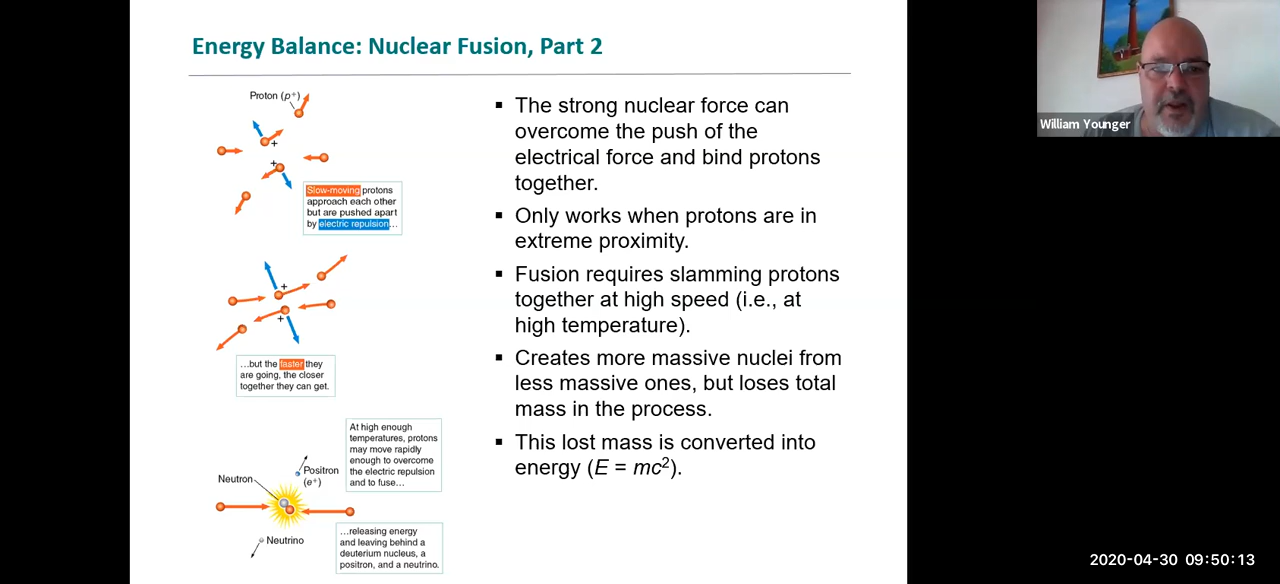 Energy Balance: Nuclear Fusion, Part 2
Proton (p⁺)
+
+
Slow-moving protons
approach each other
but are pushed apart
by electric repulsion…
+
+
…but the faster they
are going, the closer
together they can get.
At high enough
temperatures, protons
may move rapidly
enough to overcome
the electric repulsion
and to fuse…
Positron
(e⁺)
Neutron
Neutrino
…releasing energy
and leaving behind a
deuterium nucleus, a
positron, and a neutrino.
▪ The strong nuclear force can
overcome the push of the
electrical force and bind protons
together.
▪ Only works when protons are in
extreme proximity.
▪ Fusion requires slamming protons
together at high speed (i.e., at
high temperature).
▪ Creates more massive nuclei from
less massive ones, but loses total
mass in the process.
▪ This lost mass is converted into
energy (E = mc²).
William Younger
2020-04-30 09:50:13